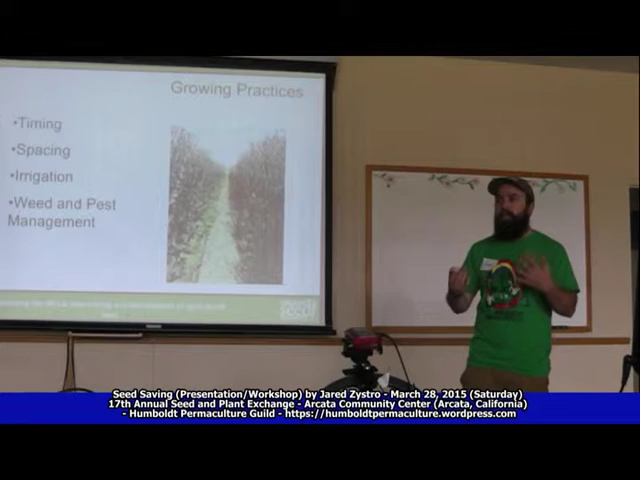 Growing Practices
•Timing
•Spacing
•Irrigation
•Weed and Pest
Management
seed
Seed Saving (Presentation/Workshop) by Jared Zystro - March 28, 2015 (Saturday)
17th Annual Seed and Plant Exchange - Arcata Community Center (Arcata, California)
- Humboldt Permaculture Guild - https://humboldtpermaculture.wordpress.com